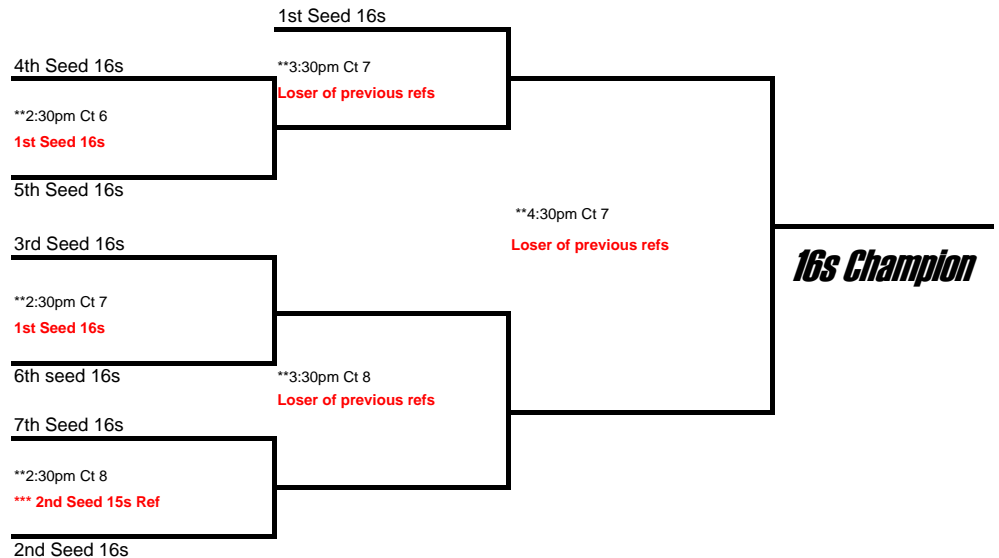 1st Seed 16s
4th Seed 16s
**3:30pm Ct 7
Loser of previous refs
**2:30pm Ct 6
1st Seed 16s
5th Seed 16s
**4:30pm Ct 7
Loser of previous refs
3rd Seed 16s
16s Champion
**2:30pm Ct 7
1st Seed 16s
6th seed 16s
**3:30pm Ct 8
Loser of previous refs
7th Seed 16s
**2:30pm Ct 8
*** 2nd Seed 15s Ref
2nd Seed 16s